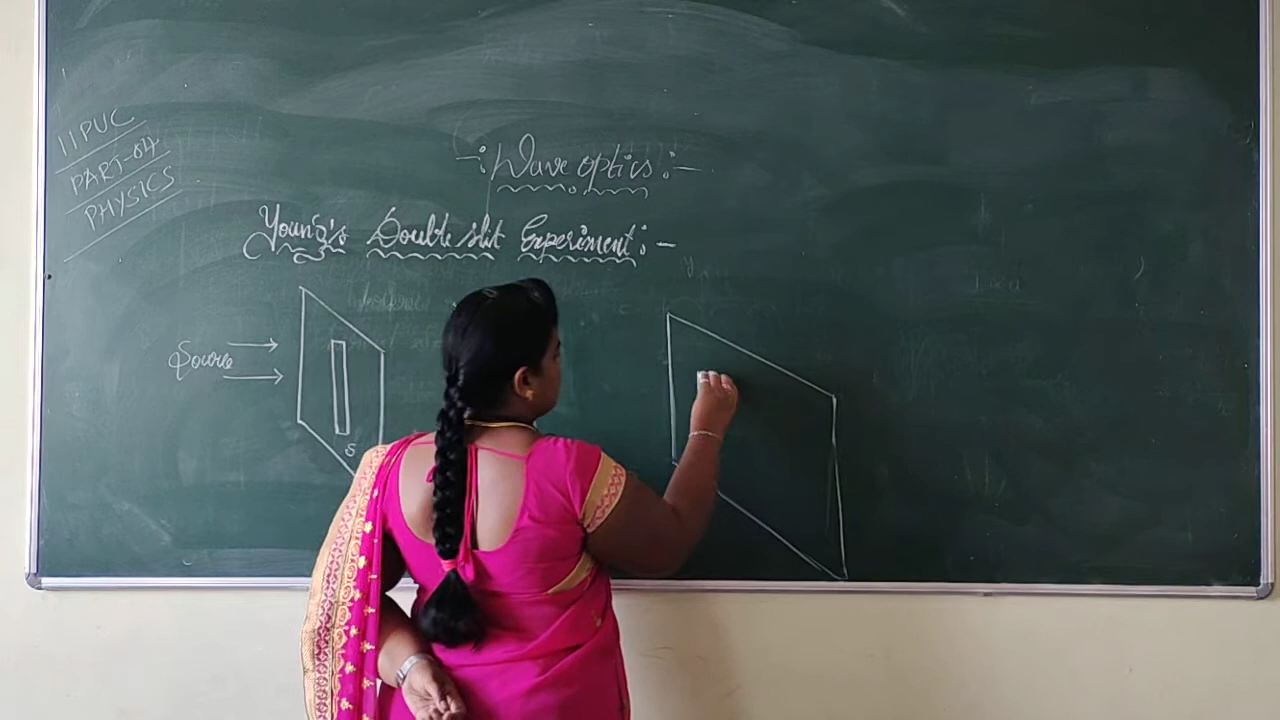 II PUC
PART-04
PHYSICS
-: Wave optics :-
Young's Double slit Experiment :-
Source
S